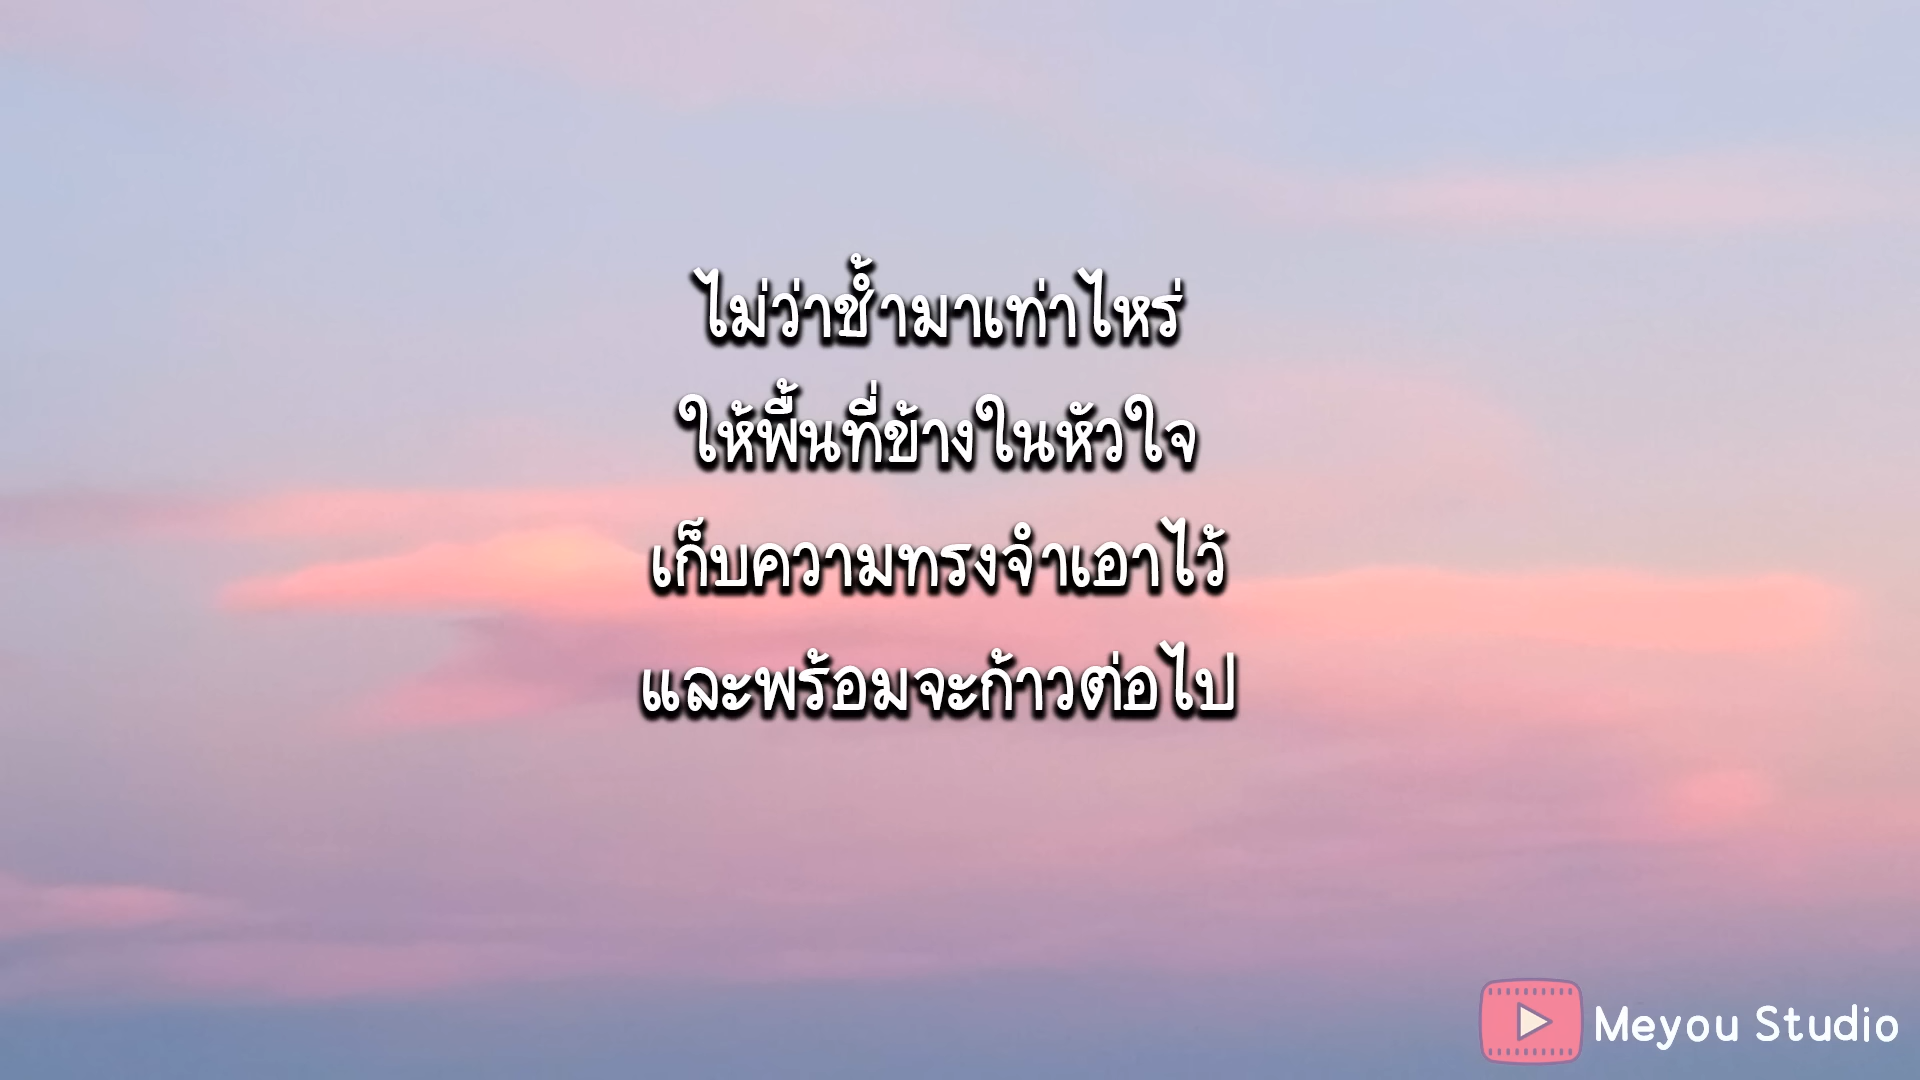 ไม่ว่าช้ำมาเท่าไหร่
ให้พื้นที่ข้างในหัวใจ
เก็บความทรงจำเอาไว้
และพร้อมจะก้าวต่อไป
Meyou Studio